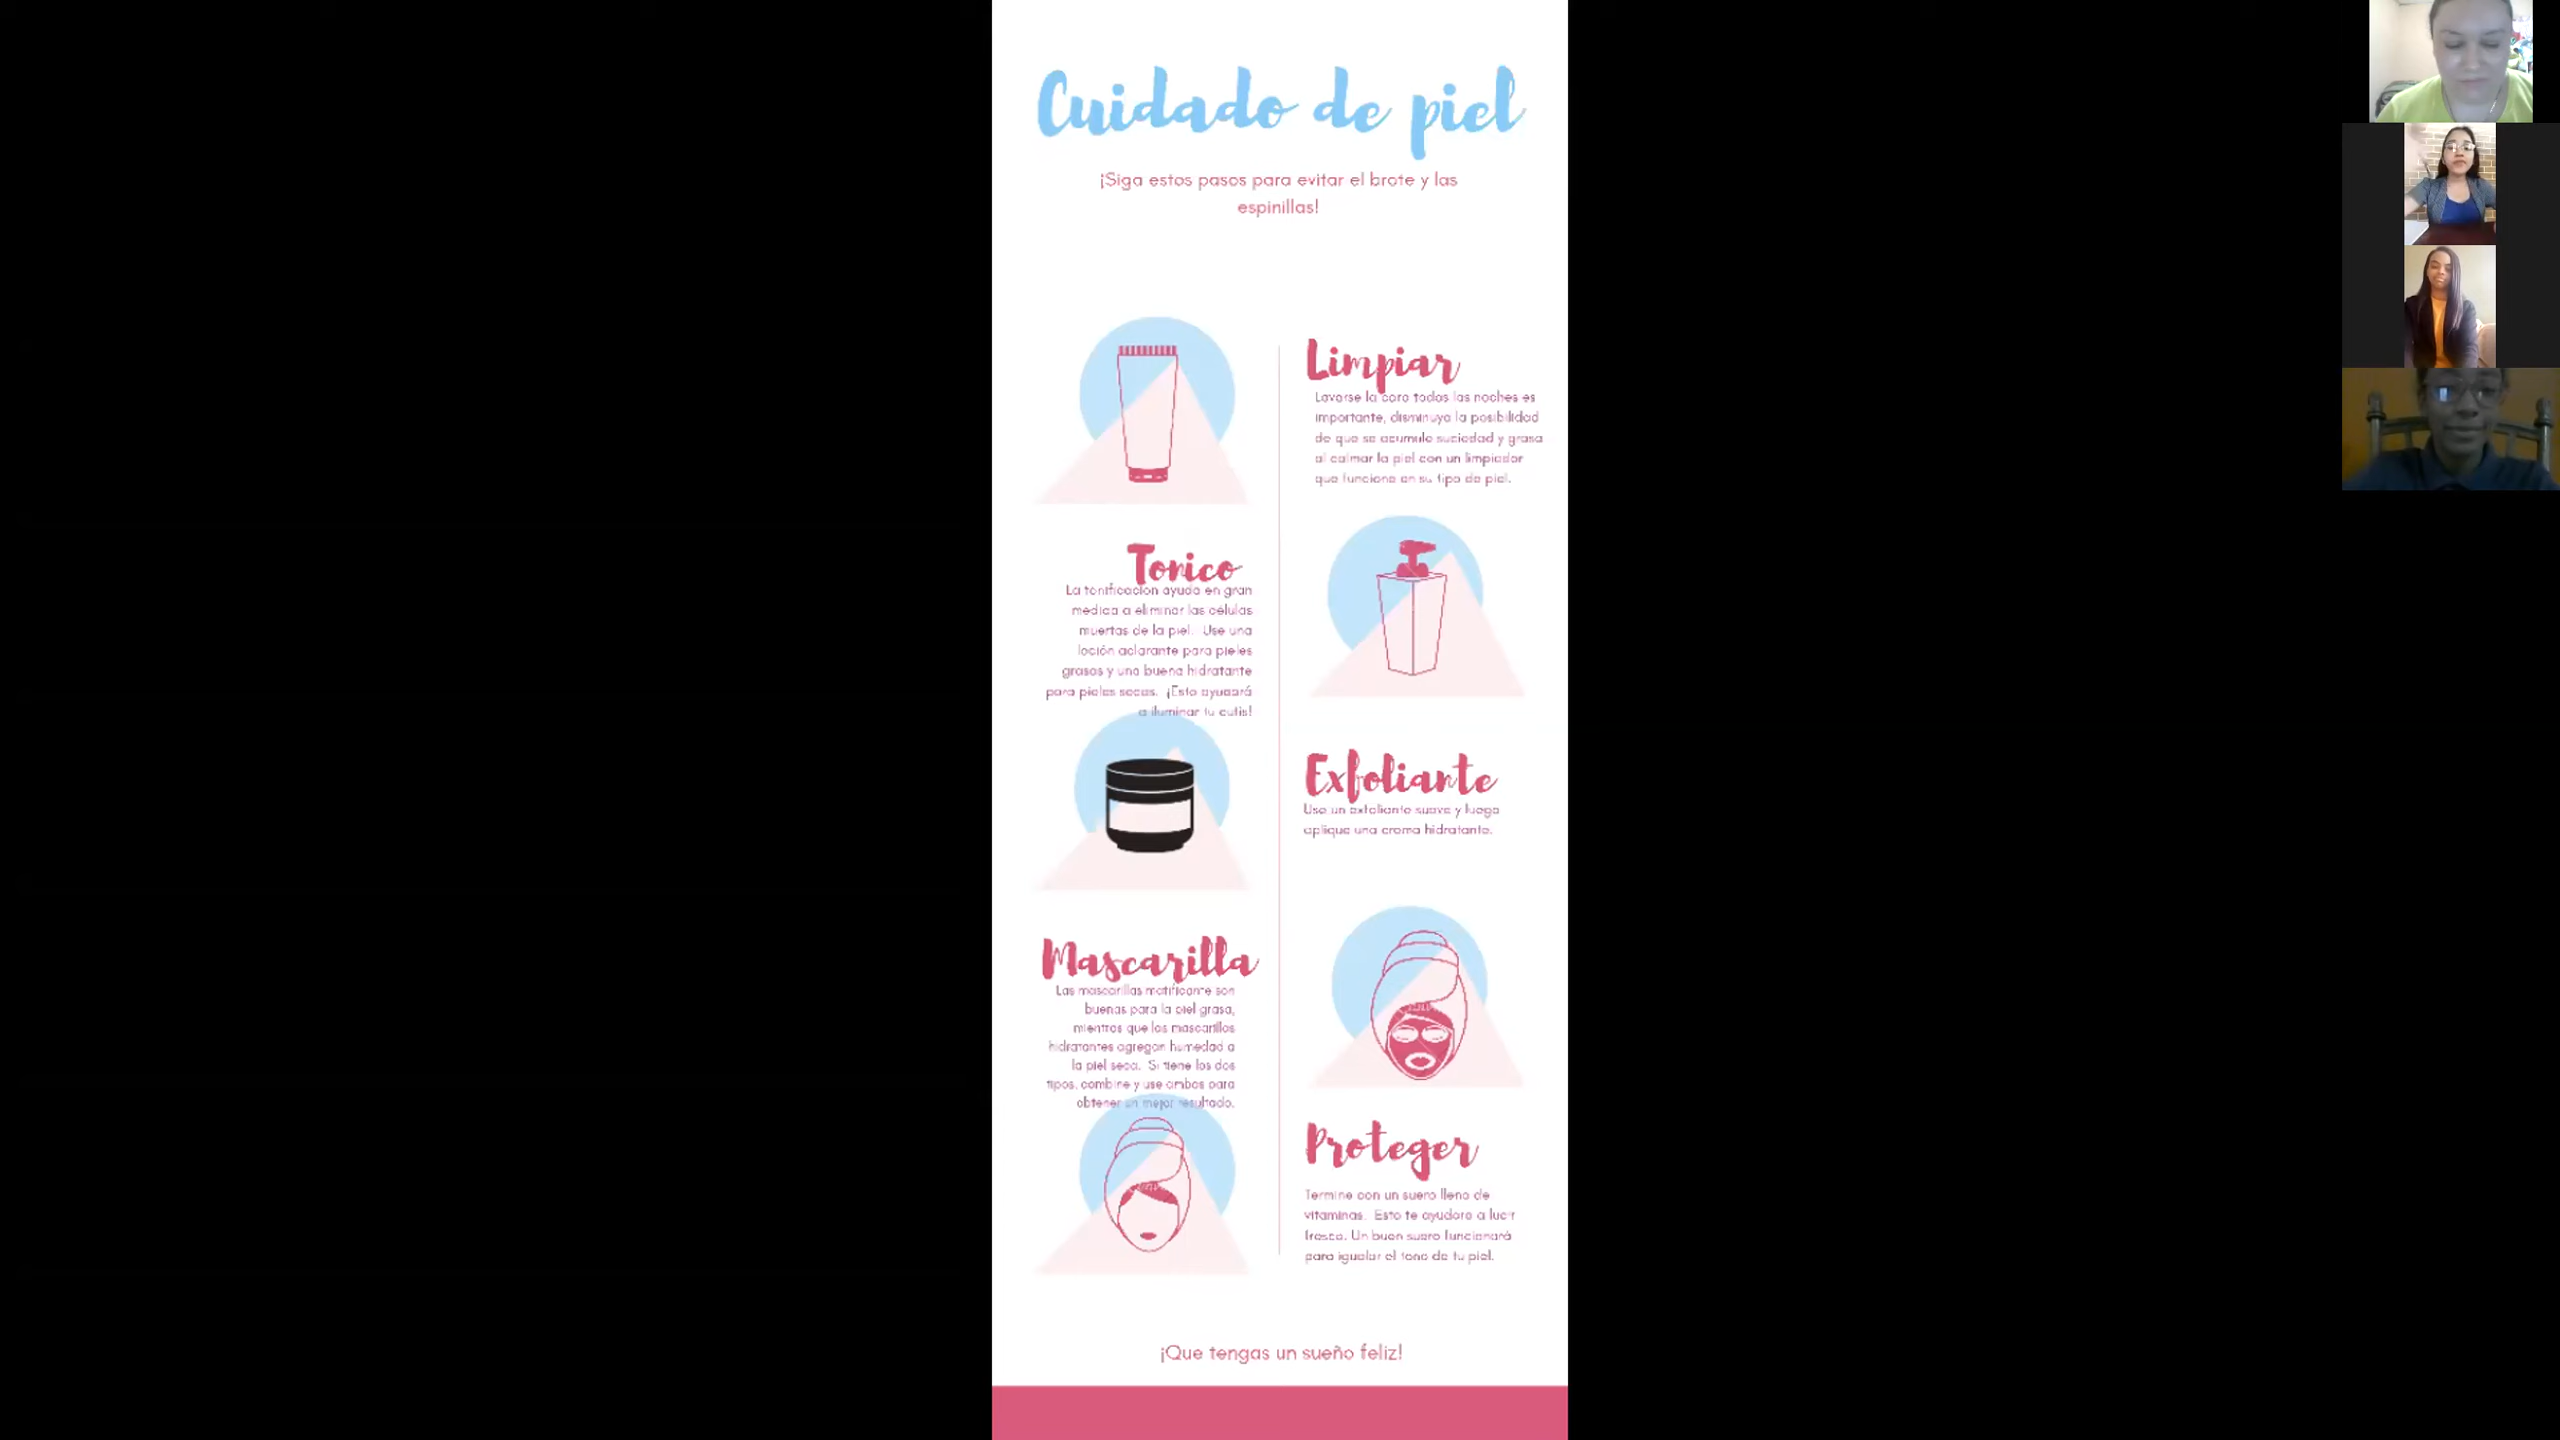 Cuidado de piel
¡Siga estos pasos para evitar el brote y las
espinillas!
Limpiar
Lavarse la cara todas las noches es
importante, disminuye la posibilidad
de que se acumule suciedad y grasa
al calmar la piel con un limpiador
que funcione en su tipo de piel.
Tonico
La tonificación ayuda en gran
medida a eliminar las células
muertas de la piel. Use una
loción aclarante para pieles
grasas y una buena hidratante
para pieles secas. ¡Esto ayudará
a iluminar tu cutis!
Exfoliante
Use un exfoliante suave y luego
aplique una crema hidratante.
Mascarilla
Las mascarillas matificante son
buenas para la piel grasa,
mientras que las mascarillas
hidratantes agregan humedad a
la piel seca. Si tiene los dos
tipos, combine y use ambas para
obtener un mejor resultado.
Proteger
Termine con un suero lleno de
vitaminas. Esto te ayudara a lucir
fresca. Un buen suero funcionará
para igualar el tono de tu piel.
¡Que tengas un sueño feliz!